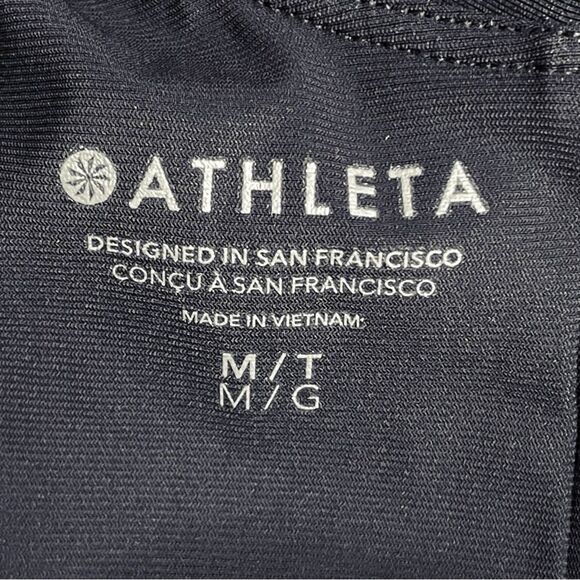 ATHLETA
DESIGNED IN SAN FRANCISCO
CONÇU À SAN FRANCISCO
MADE IN VIETNAM
M / T
M / G